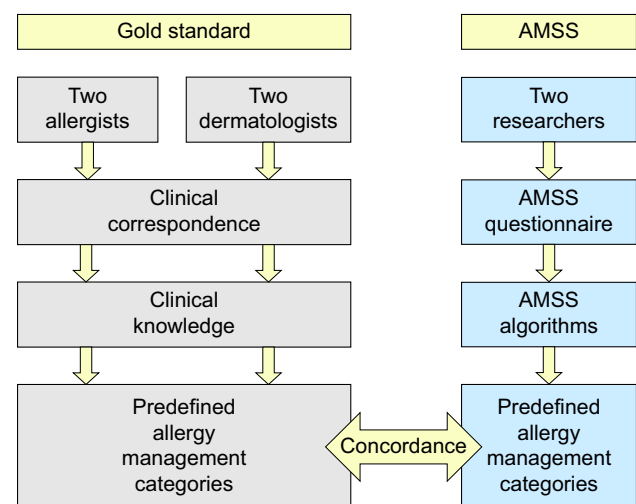 Gold standard
AMSS
Two
allergists
Two
dermatologists
Two
researchers
Clinical
correspondence
AMSS
questionnaire
Clinical
knowledge
AMSS
algorithms
Predefined
allergy
management
categories
Concordance
Predefined
allergy
management
categories